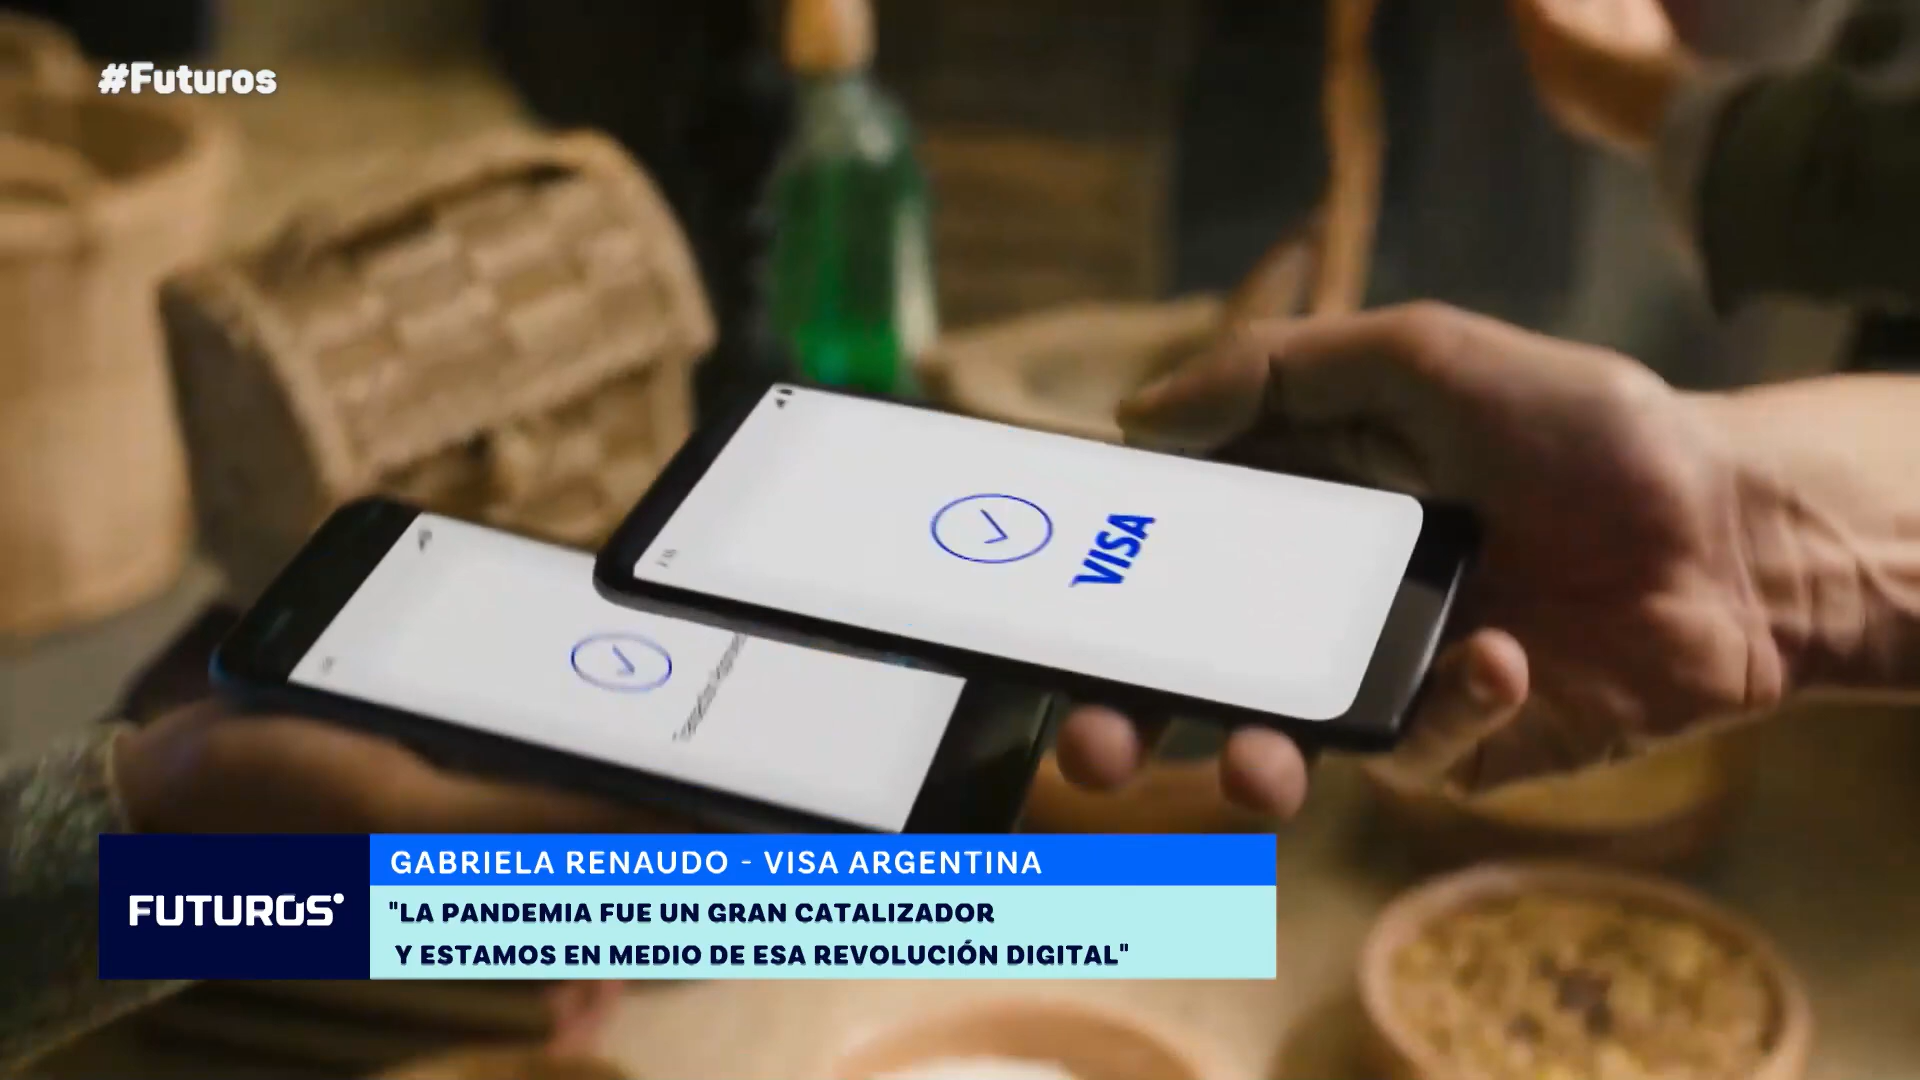 #Futuros
VISA
FUTUROS
GABRIELA RENAUDO - VISA ARGENTINA
"LA PANDEMIA FUE UN GRAN CATALIZADOR
Y ESTAMOS EN MEDIO DE ESA REVOLUCIÓN DIGITAL"